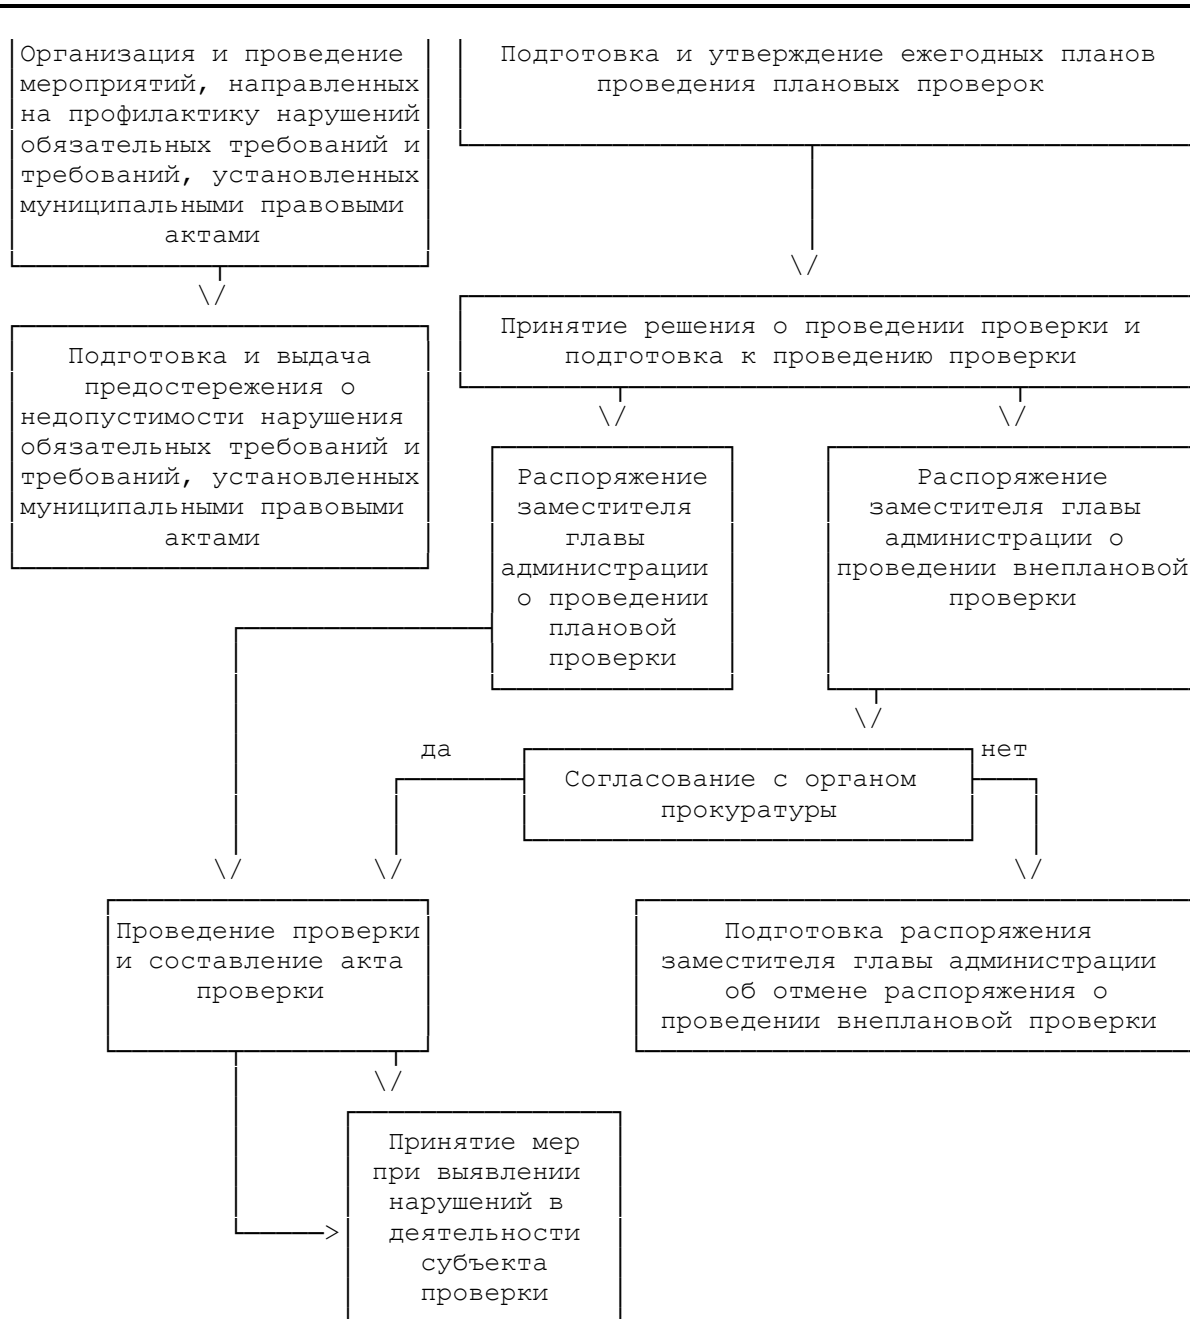 Организация и проведение
мероприятий, направленных
на профилактику нарушений
обязательных требований и
требований, установленных
муниципальными правовыми
актами
Подготовка и утверждение ежегодных планов
проведения плановых проверок
Подготовка и выдача
предостережения о
недопустимости нарушения
обязательных требований и
требований, установленных
муниципальными правовыми
актами
Принятие решения о проведении проверки и
подготовка к проведению проверки
Распоряжение
заместителя
главы
администрации
о проведении
плановой
проверки
Распоряжение
заместителя главы
администрации о
проведении внеплановой
проверки
да
Согласование с органом
прокуратуры
нет
Проведение проверки
и составление акта
проверки
Подготовка распоряжения
заместителя главы администрации
об отмене распоряжения о
проведении внеплановой проверки
Принятие мер
при выявлении
нарушений в
деятельности
субъекта
проверки